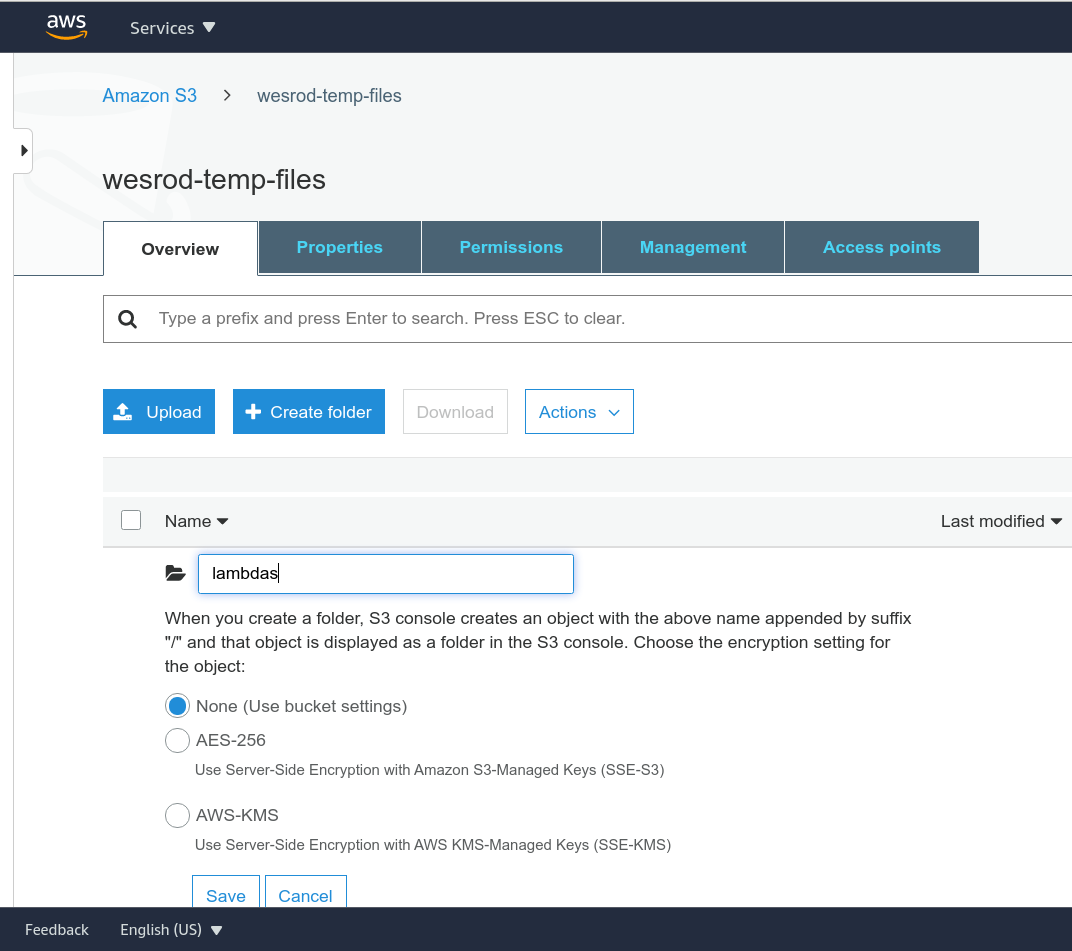 aws Services
Amazon S3 > wesrod-temp-files
wesrod-temp-files
Overview Properties Permissions Management Access points
Type a prefix and press Enter to search. Press ESC to clear.
Upload Create folder Download Actions
Name Last modified
lambdas
When you create a folder, S3 console creates an object with the above name appended by suffix
"/" and that object is displayed as a folder in the S3 console. Choose the encryption setting for
the object:
None (Use bucket settings)
AES-256
Use Server-Side Encryption with Amazon S3-Managed Keys (SSE-S3)
AWS-KMS
Use Server-Side Encryption with AWS KMS-Managed Keys (SSE-KMS)
Save Cancel
Feedback English (US)